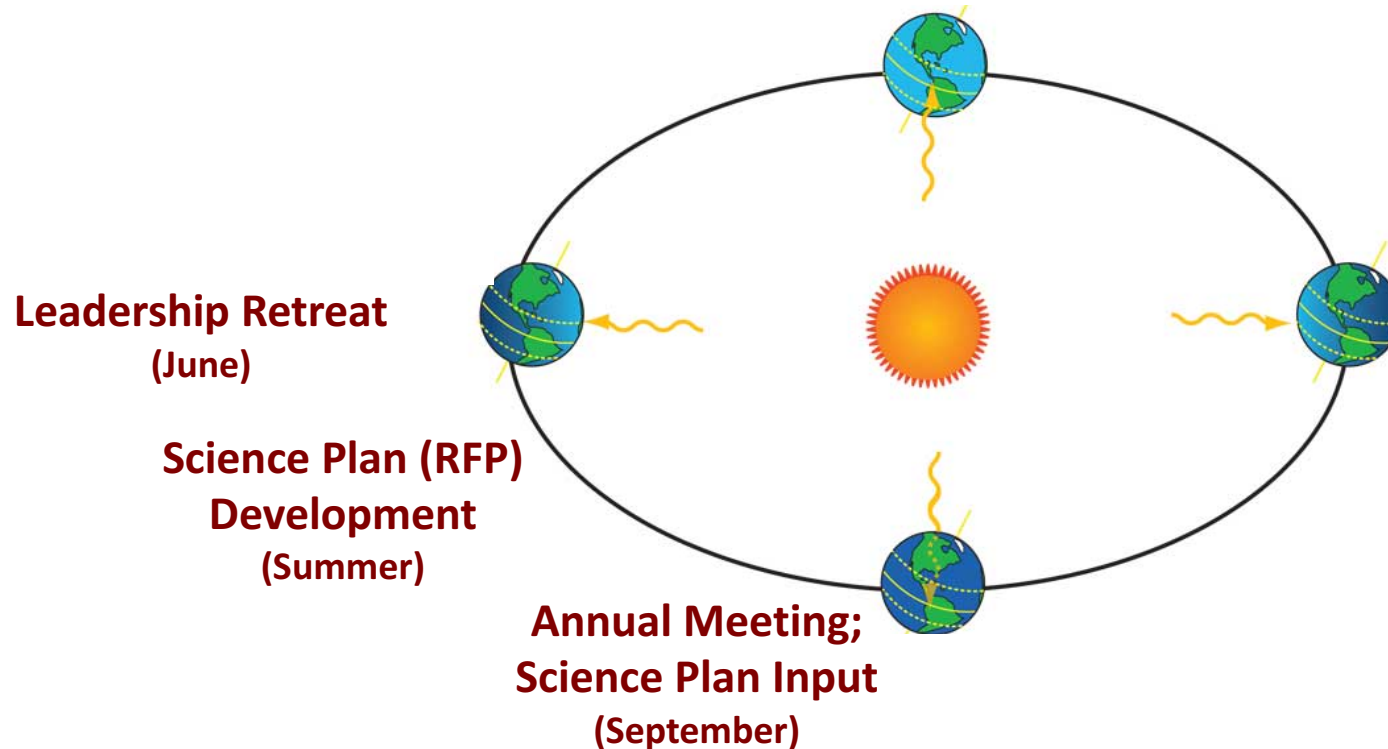 Leadership Retreat
(June)
Science Plan (RFP)
Development
(Summer)
Annual Meeting;
Science Plan Input
(September)